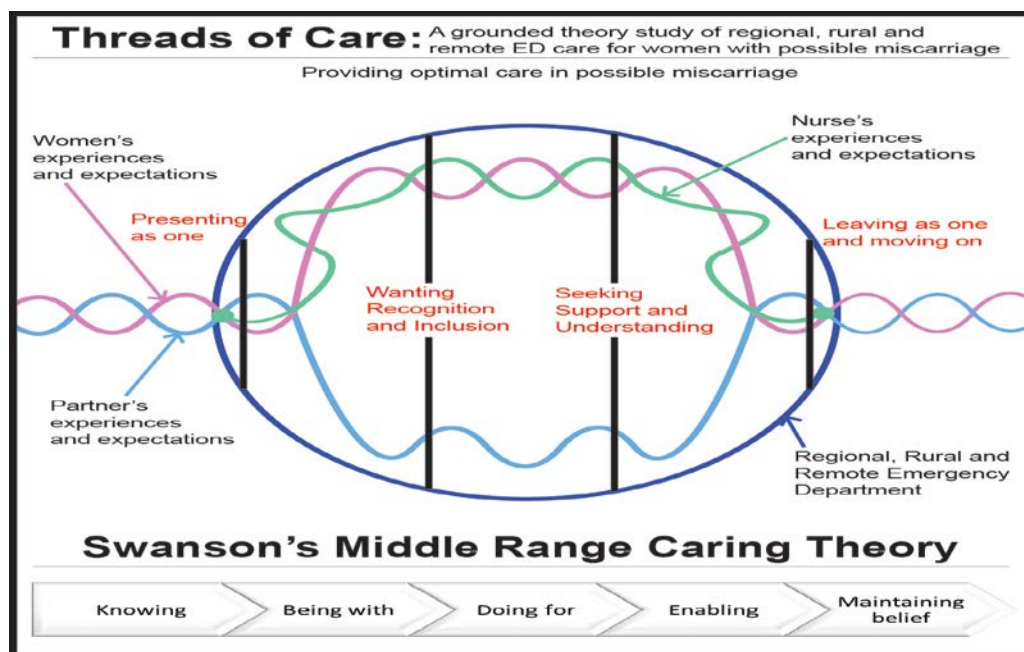 Threads of Care: A grounded theory study of regional, rural and
remote ED care for women with possible miscarriage
Providing optimal care in possible miscarriage
Women's
experiences
and expectations
Nurse's
experiences
and expectations
Presenting
as one
Leaving as one
and moving on
Wanting
Recognition
and Inclusion
Seeking
Support and
Understanding
Partner's
experiences
and expectations
Regional, Rural and
Remote Emergency
Department
Swanson's Middle Range Caring Theory
Knowing
Being with
Doing for
Enabling
Maintaining
belief